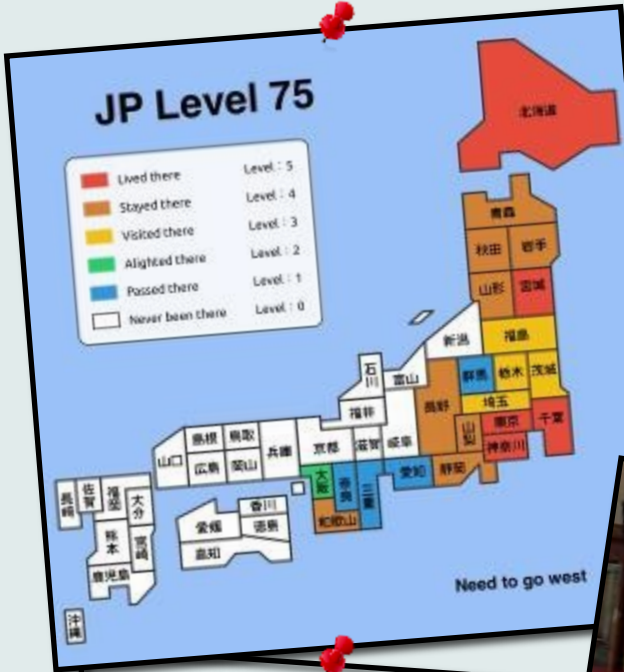 JP Level 75
Lived there Level : 5
Stayed there Level : 4
Visited there Level : 3
Alighted there Level : 2
Passed there Level : 1
Never been there Level : 0
北海道
青森
秋田 岩手
山形 宮城
新潟 福島
石川 富山 群馬 栃木 茨城
長野 埼玉
福井 山梨 東京 千葉
神奈川
島根 鳥取 兵庫 京都 滋賀 岐阜
山口 広島 岡山
大阪 奈良 三重 愛知 静岡
和歌山
長崎 佐賀 福岡 大分
香川
愛媛 徳島
高知
熊本 宮崎
鹿児島
沖縄
Need to go west